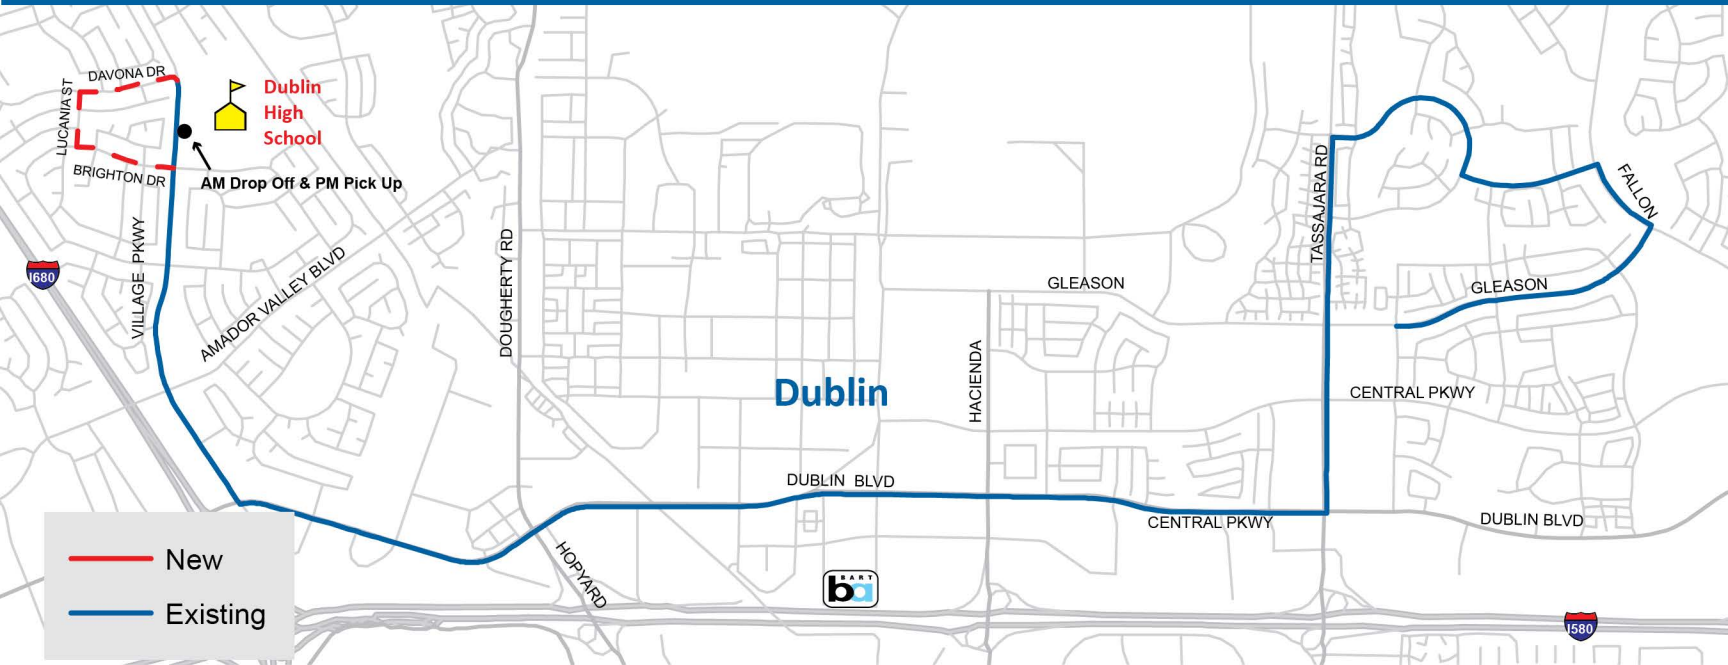 DAVONA DR
LUCANIA ST
BRIGHTON DR
Dublin
High
School
AM Drop Off & PM Pick Up
I680
VILLAGE PKWY
AMADOR VALLEY BLVD
DOUGHERTY RD
TASSAJARA RD
FALLON
GLEASON
GLEASON
HACIENDA
Dublin
CENTRAL PKWY
DUBLIN BLVD
CENTRAL PKWY
DUBLIN BLVD
HOPYARD
BART
ba
I580
New
Existing